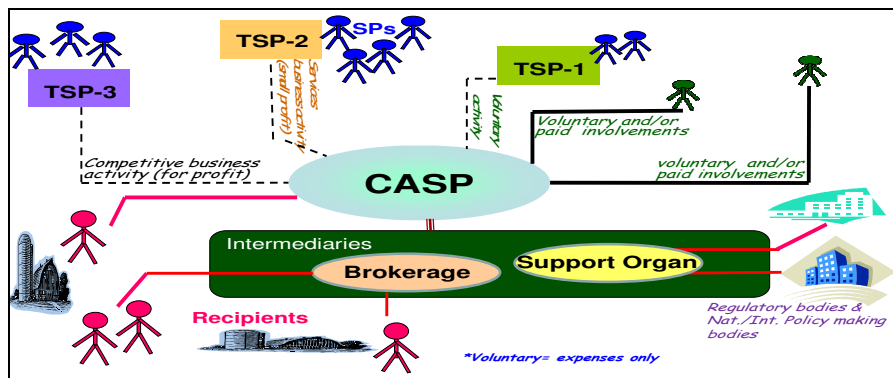 TSP-2
SPs
TSP-1
TSP-3
Services
business activity
(small profit)
Voluntary
activity
Voluntary and/or
paid involvements
voluntary and/or
paid involvements
Competitive business
activity (for profit)
CASP
Intermediaries
Brokerage
Support Organ
Recipients
Regulatory bodies &
Nat./Int. Policy making
bodies
*Voluntary= expenses only